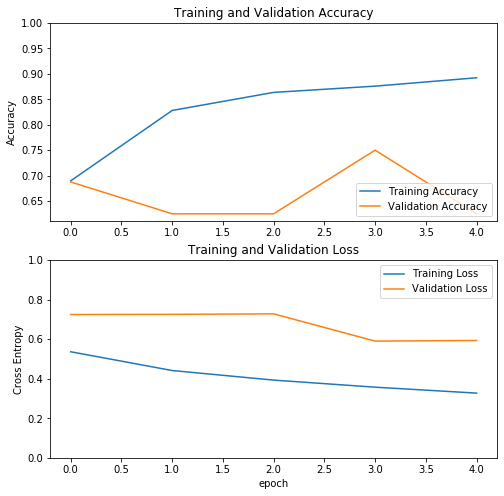 Training and Validation Accuracy
1.00
0.95
0.90
0.85
0.80
0.75
0.70
0.65
Accuracy
Training Accuracy
Validation Accuracy
0.0 0.5 1.0 1.5 2.0 2.5 3.0 3.5 4.0
Training and Validation Loss
1.0
0.8
0.6
0.4
0.2
0.0
Cross Entropy
Training Loss
Validation Loss
0.0 0.5 1.0 1.5 2.0 2.5 3.0 3.5 4.0
epoch